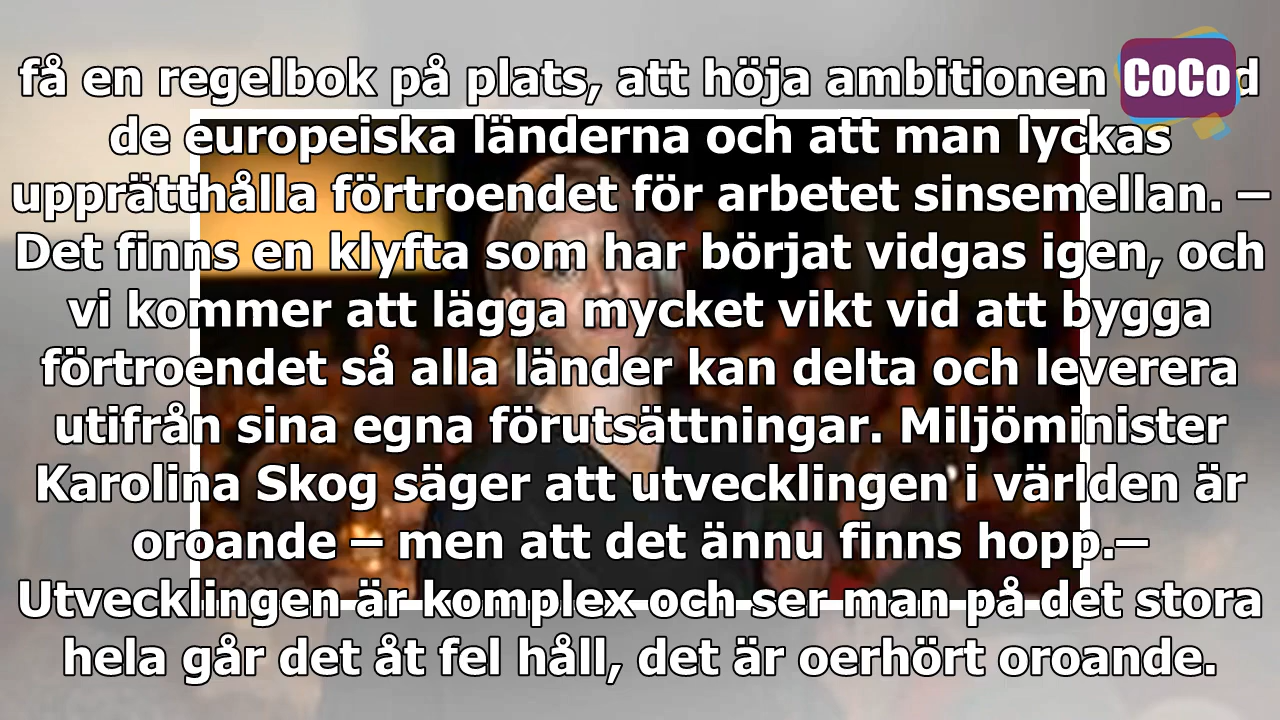 få en regelbok på plats, att höja ambitionen
de europeiska länderna och att man lyckas
upprätthålla förtroendet för arbetet sinsemellan. –
Det finns en klyfta som har börjat vidgas igen, och
vi kommer att lägga mycket vikt vid att bygga
förtroendet så alla länder kan delta och leverera
utifrån sina egna förutsättningar. Miljöminister
Karolina Skog säger att utvecklingen i världen är
oroande – men att det ännu finns hopp.–
Utvecklingen är komplex och ser man på det stora
hela går det åt fel håll, det är oerhört oroande.
CoCo